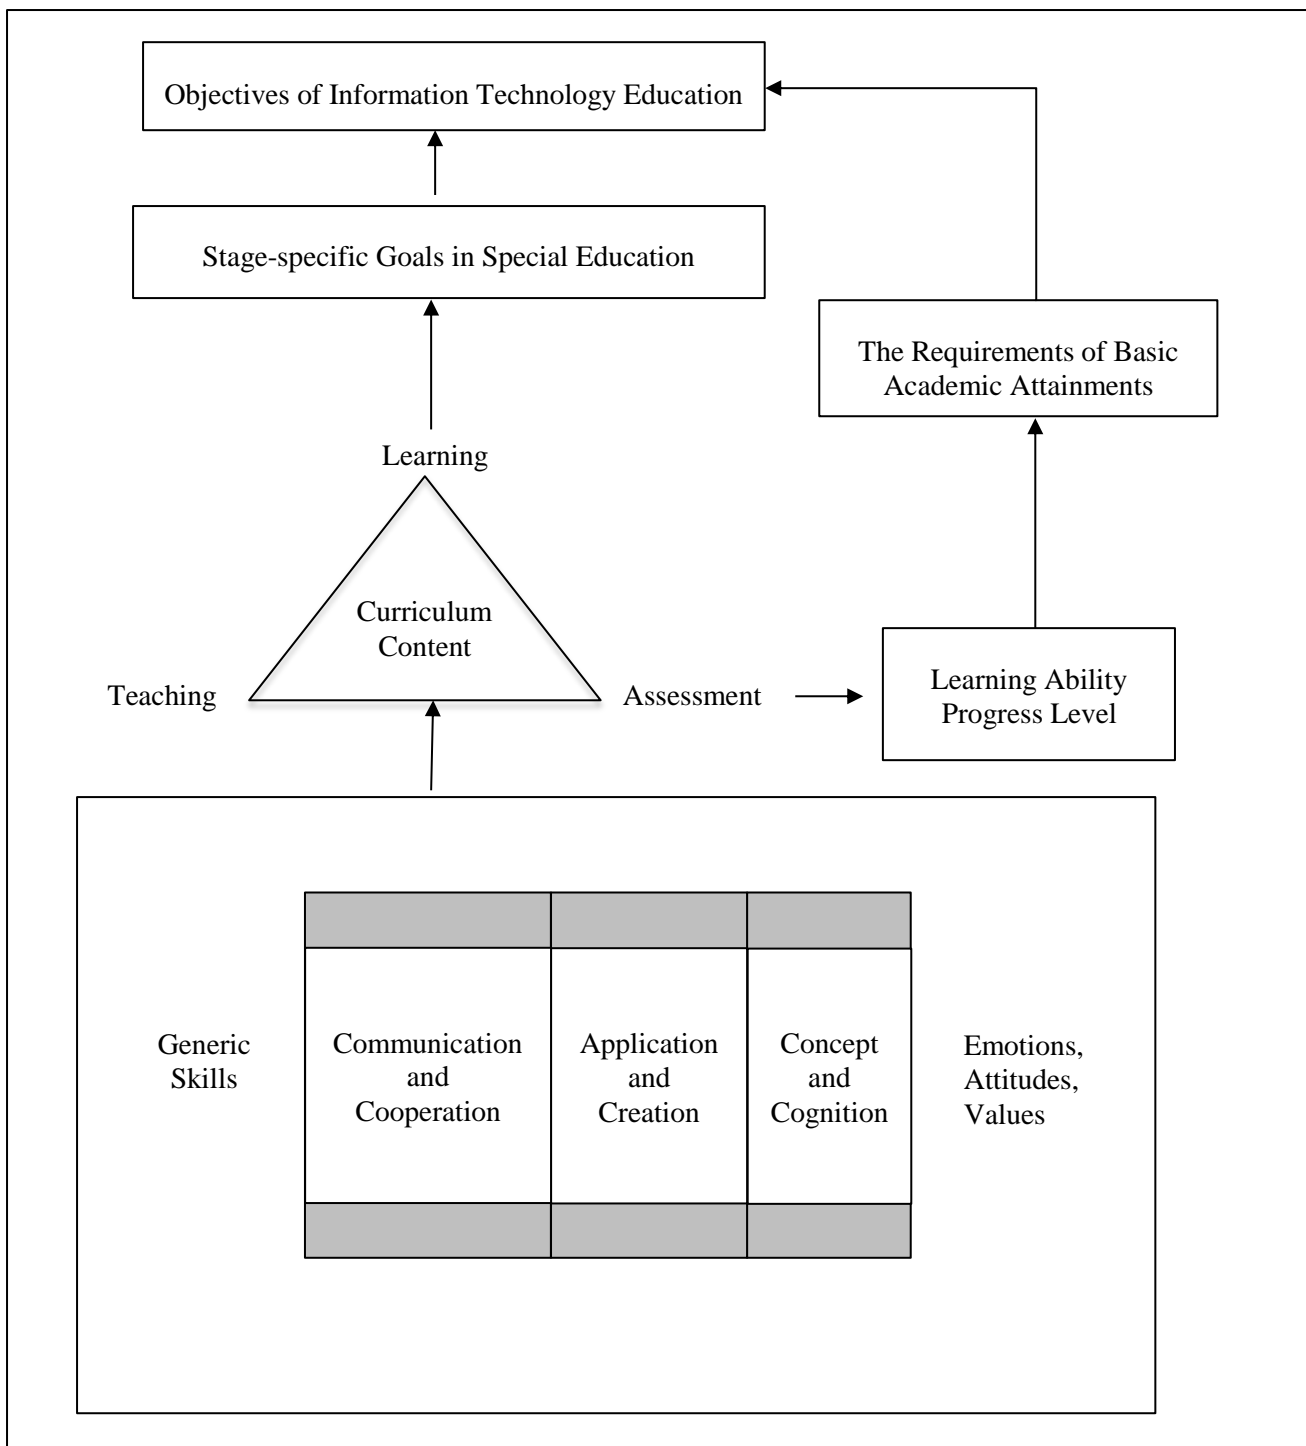 Objectives of Information Technology Education
Stage-specific Goals in Special Education
The Requirements of Basic
Academic Attainments
Learning
Curriculum
Content
Teaching
Assessment
Learning Ability
Progress Level
Generic
Skills
Communication
and
Cooperation
Application
and
Creation
Concept
and
Cognition
Emotions,
Attitudes,
Values